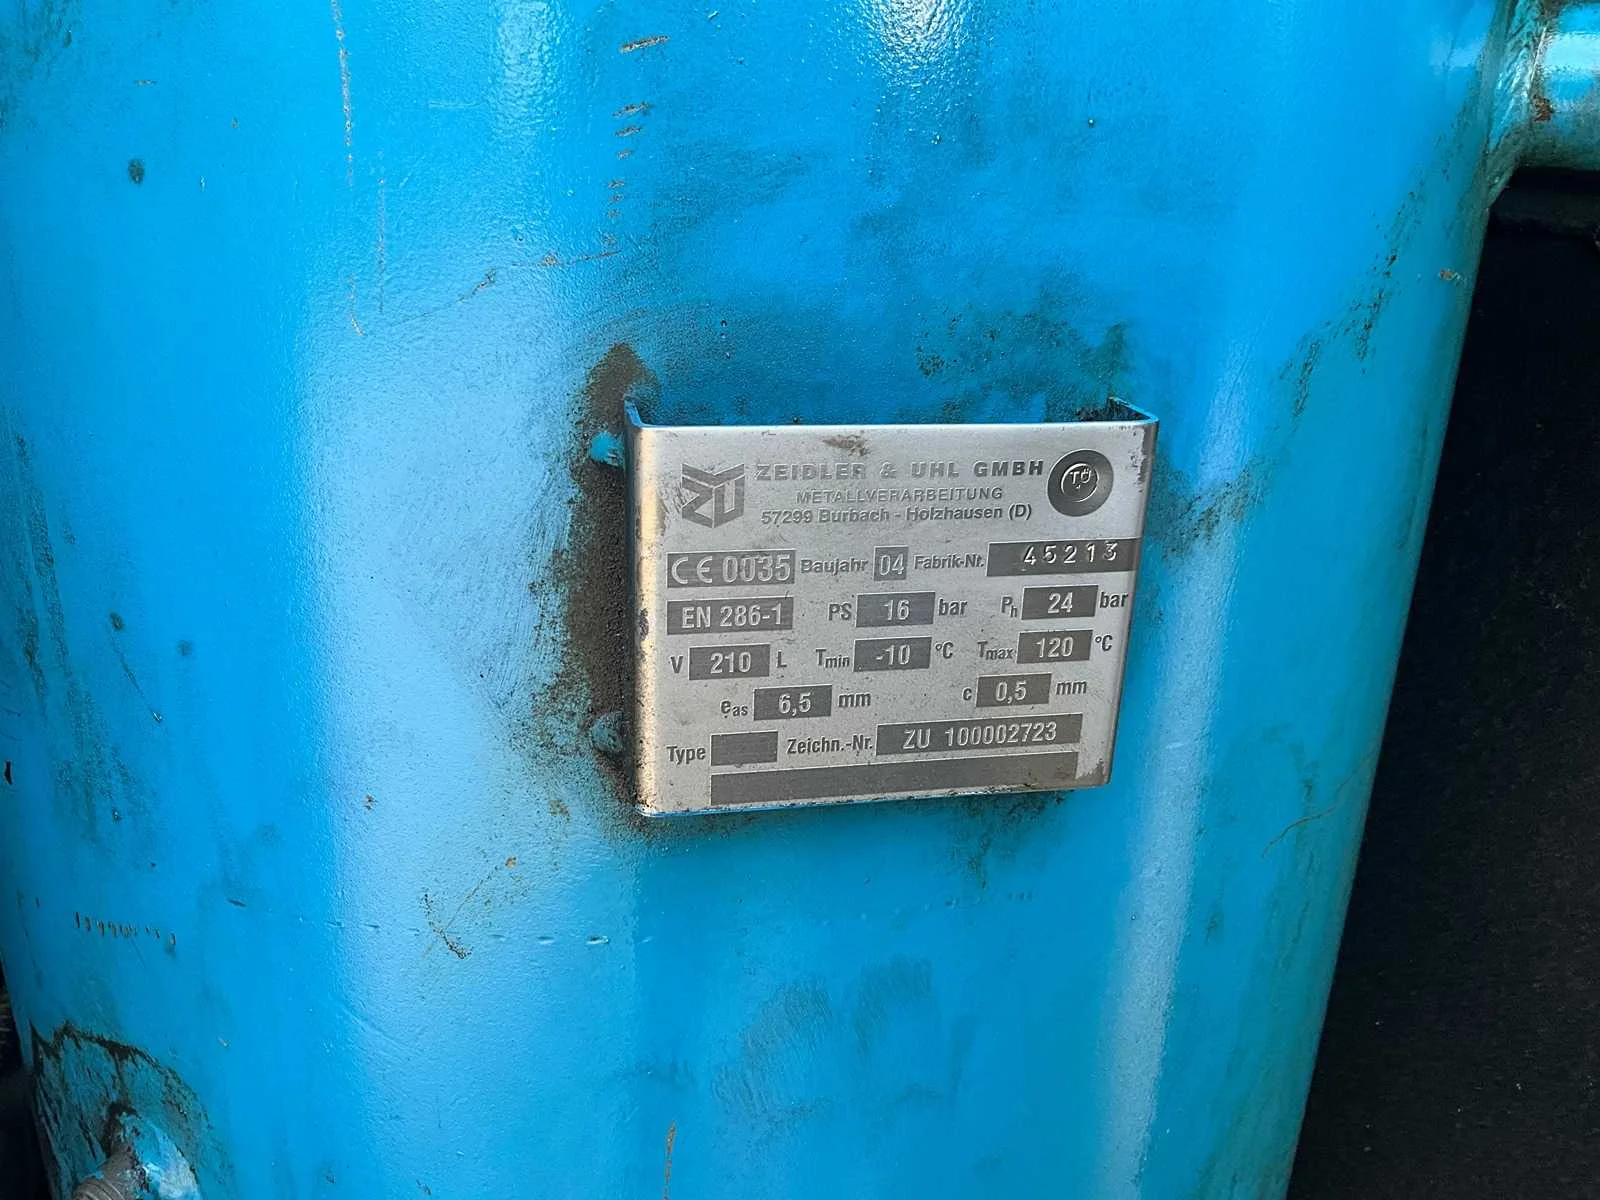 ZU ZEIDLER & UHL GMBH TÜ
METALLVERARBEITUNG
57299 Burbach - Holzhausen (D)
CE 0035 Baujahr 04 Fabrik-Nr. 45213
EN 286-1 PS 16 bar Ph 24 bar
V 210 L Tmin -10 °C Tmax 120 °C
eas 6,5 mm c 0,5 mm
Type Zeichn.-Nr. ZU 100002723